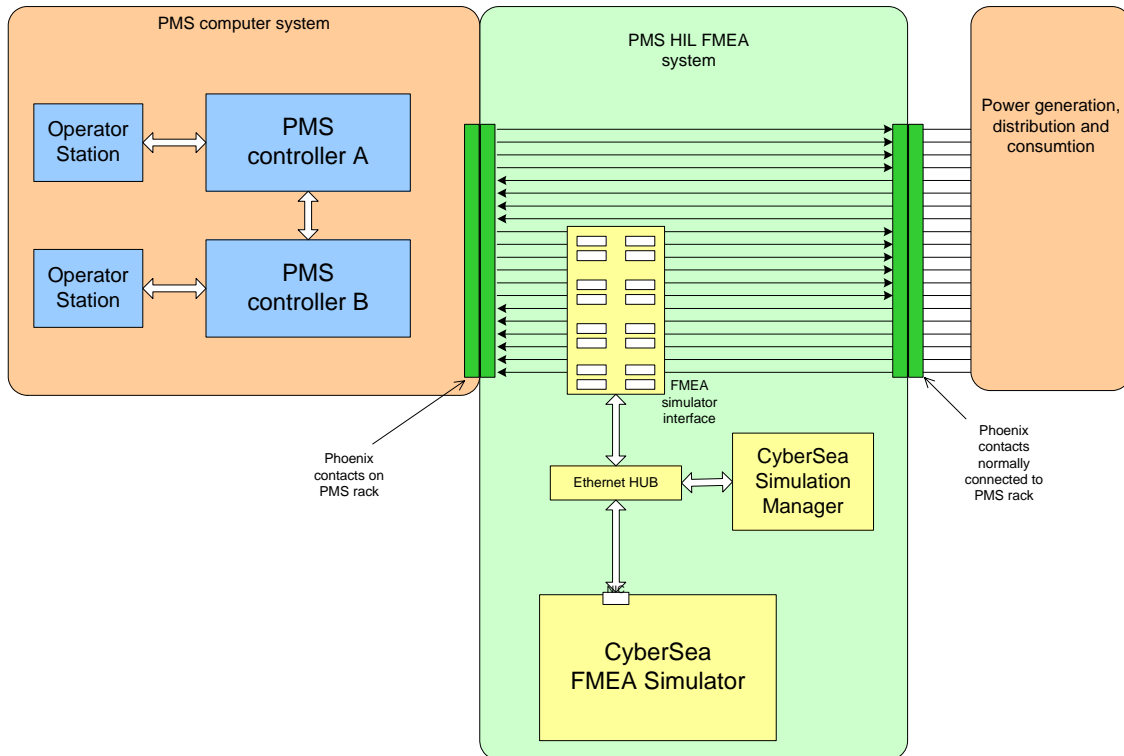 PMS computer system
PMS HIL FMEA
system
Power generation,
distribution and
consumtion
Operator
Station
PMS
controller A
Operator
Station
PMS
controller B
FMEA
simulator
interface
Phoenix
contacts on
PMS rack
Phoenix
contacts
normally
connected to
PMS rack
Ethernet HUB
CyberSea
Simulation
Manager
NIC
CyberSea
FMEA Simulator